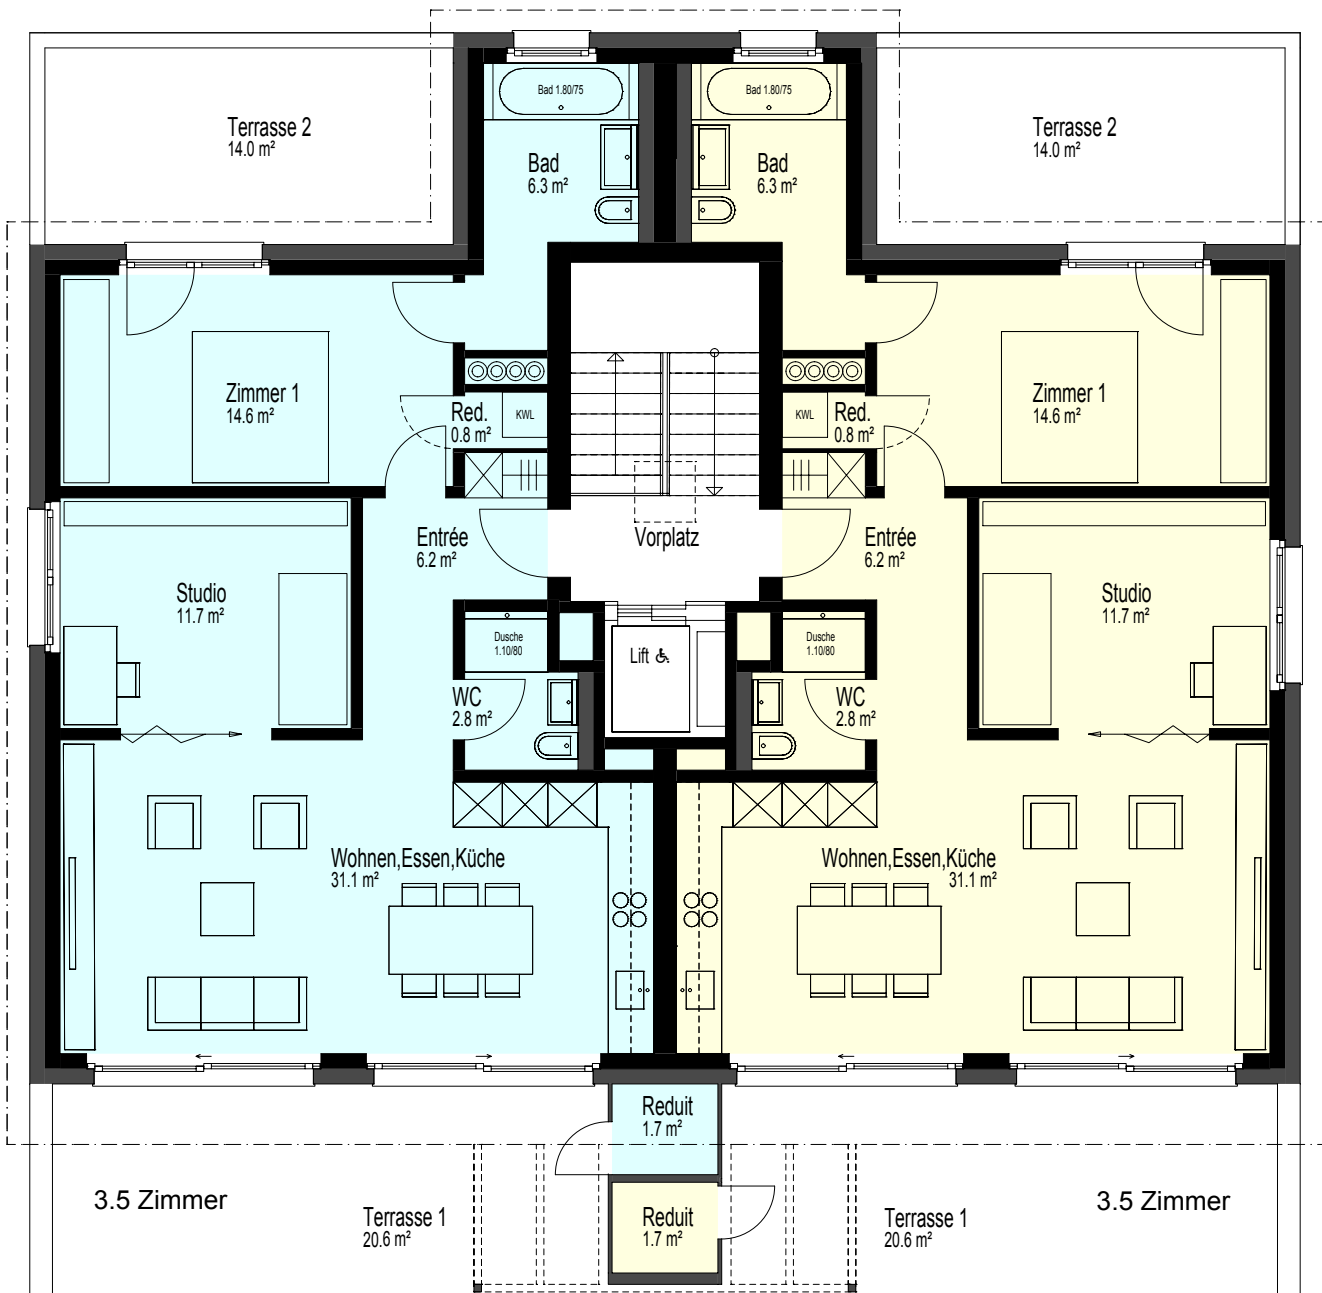 Bad 1.80/75
Bad 1.80/75
Terrasse 2
14.0 m²
Terrasse 2
14.0 m²
Bad
6.3 m²
Bad
6.3 m²
Zimmer 1
14.6 m²
Red.
0.8 m²
KWL
KWL
Red.
0.8 m²
Zimmer 1
14.6 m²
Entrée
6.2 m²
Vorplatz
Entrée
6.2 m²
Studio
11.7 m²
Studio
11.7 m²
Dusche
1.10/80
Lift
Dusche
1.10/80
WC
2.8 m²
WC
2.8 m²
Wohnen,Essen,Küche
31.1 m²
Wohnen,Essen,Küche
31.1 m²
Reduit
1.7 m²
3.5 Zimmer
Terrasse 1
20.6 m²
Reduit
1.7 m²
Terrasse 1
20.6 m²
3.5 Zimmer